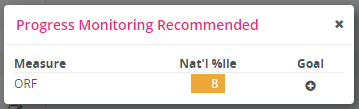 Progress Monitoring Recommended ✖
Measure Nat'l %ile Goal
ORF 8